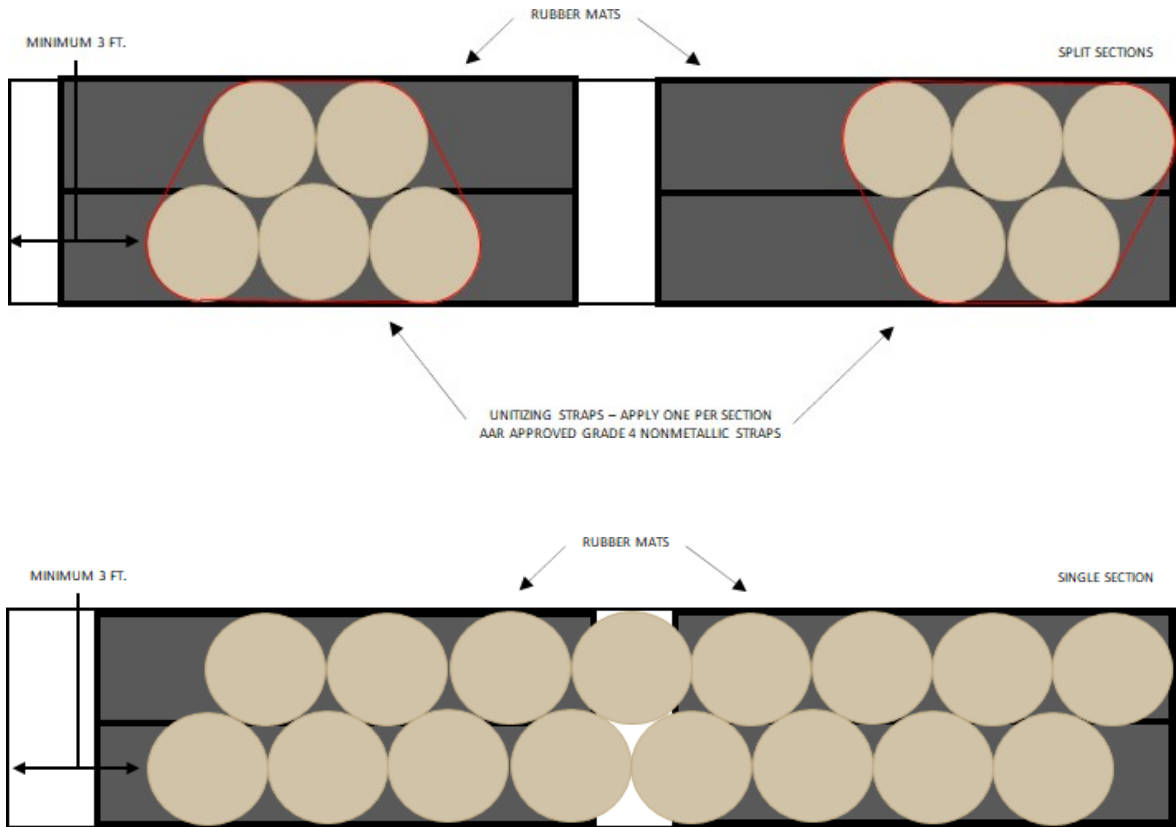 RUBBER MATS
MINIMUM 3 FT.
SPLIT SECTIONS
UNITIZING STRAPS – APPLY ONE PER SECTION
AAR APPROVED GRADE 4 NONMETALLIC STRAPS
RUBBER MATS
MINIMUM 3 FT.
SINGLE SECTION